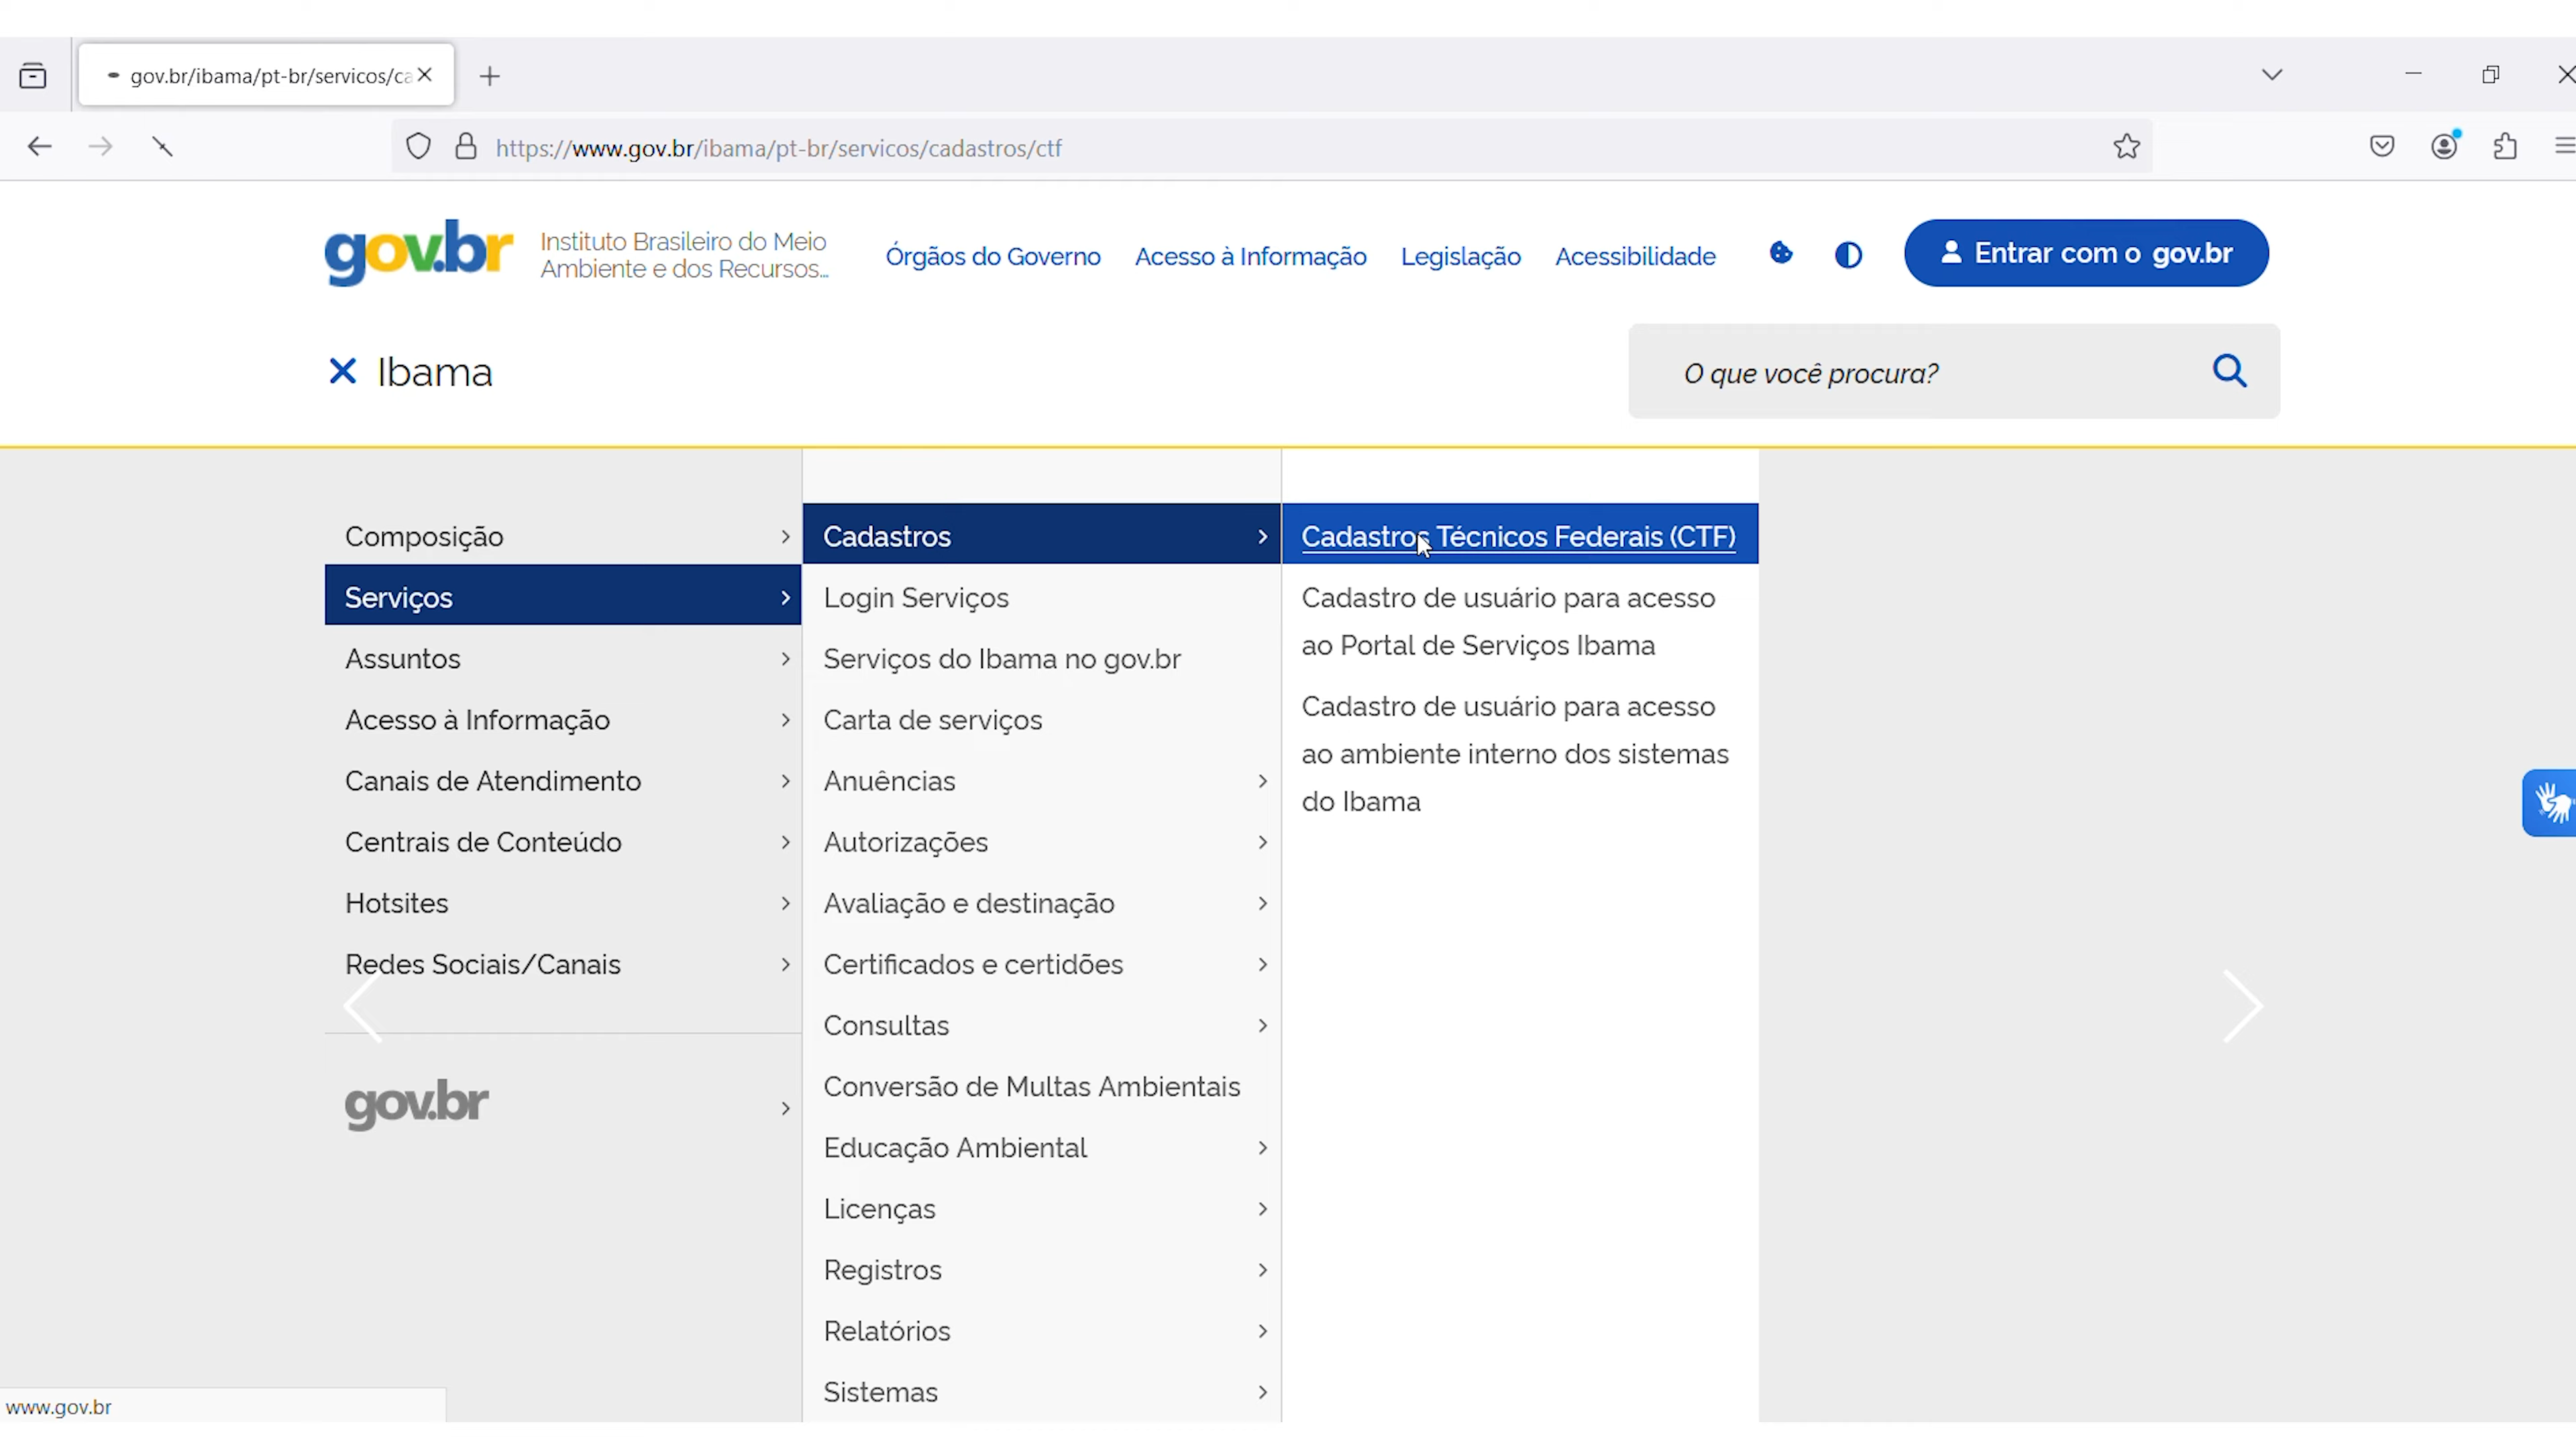 gov.br/ibama/pt-br/servicos/ca
https://www.gov.br/ibama/pt-br/servicos/cadastros/ctf
gov.br
Instituto Brasileiro do Meio
Ambiente e dos Recursos...
Órgãos do Governo
Acesso à Informação
Legislação
Acessibilidade
Entrar com o gov.br
Ibama
O que você procura?
Composição
Serviços
Assuntos
Acesso à Informação
Canais de Atendimento
Centrais de Conteúdo
Hotsites
Redes Sociais/Canais
gov.br
Cadastros
Login Serviços
Serviços do Ibama no gov.br
Carta de serviços
Anuências
Autorizações
Avaliação e destinação
Certificados e certidões
Consultas
Conversão de Multas Ambientais
Educação Ambiental
Licenças
Registros
Relatórios
Sistemas
Cadastros Técnicos Federais (CTF)
Cadastro de usuário para acesso
ao Portal de Serviços Ibama
Cadastro de usuário para acesso
ao ambiente interno dos sistemas
do Ibama
www.gov.br